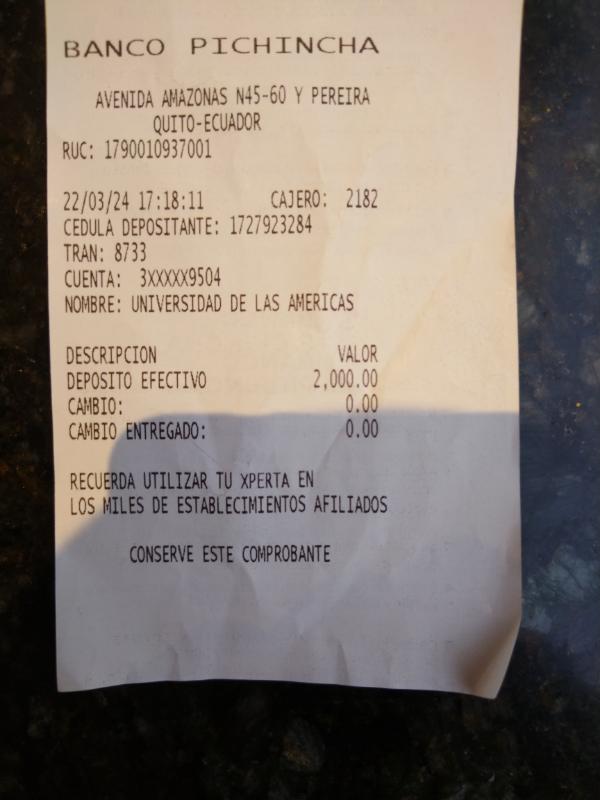 BANCO PICHINCHA
AVENIDA AMAZONAS N45-60 Y PEREIRA
QUITO-ECUADOR
RUC: 1790010937001
22/03/24 17:18:11 CAJERO: 2182
CEDULA DEPOSITANTE: 1727923284
TRAN: 8733
CUENTA: 3XXXXX9504
NOMBRE: UNIVERSIDAD DE LAS AMERICAS
DESCRIPCION VALOR
DEPOSITO EFECTIVO 2,000.00
CAMBIO: 0.00
CAMBIO ENTREGADO: 0.00
RECUERDA UTILIZAR TU XPERTA EN
LOS MILES DE ESTABLECIMIENTOS AFILIADOS
CONSERVE ESTE COMPROBANTE